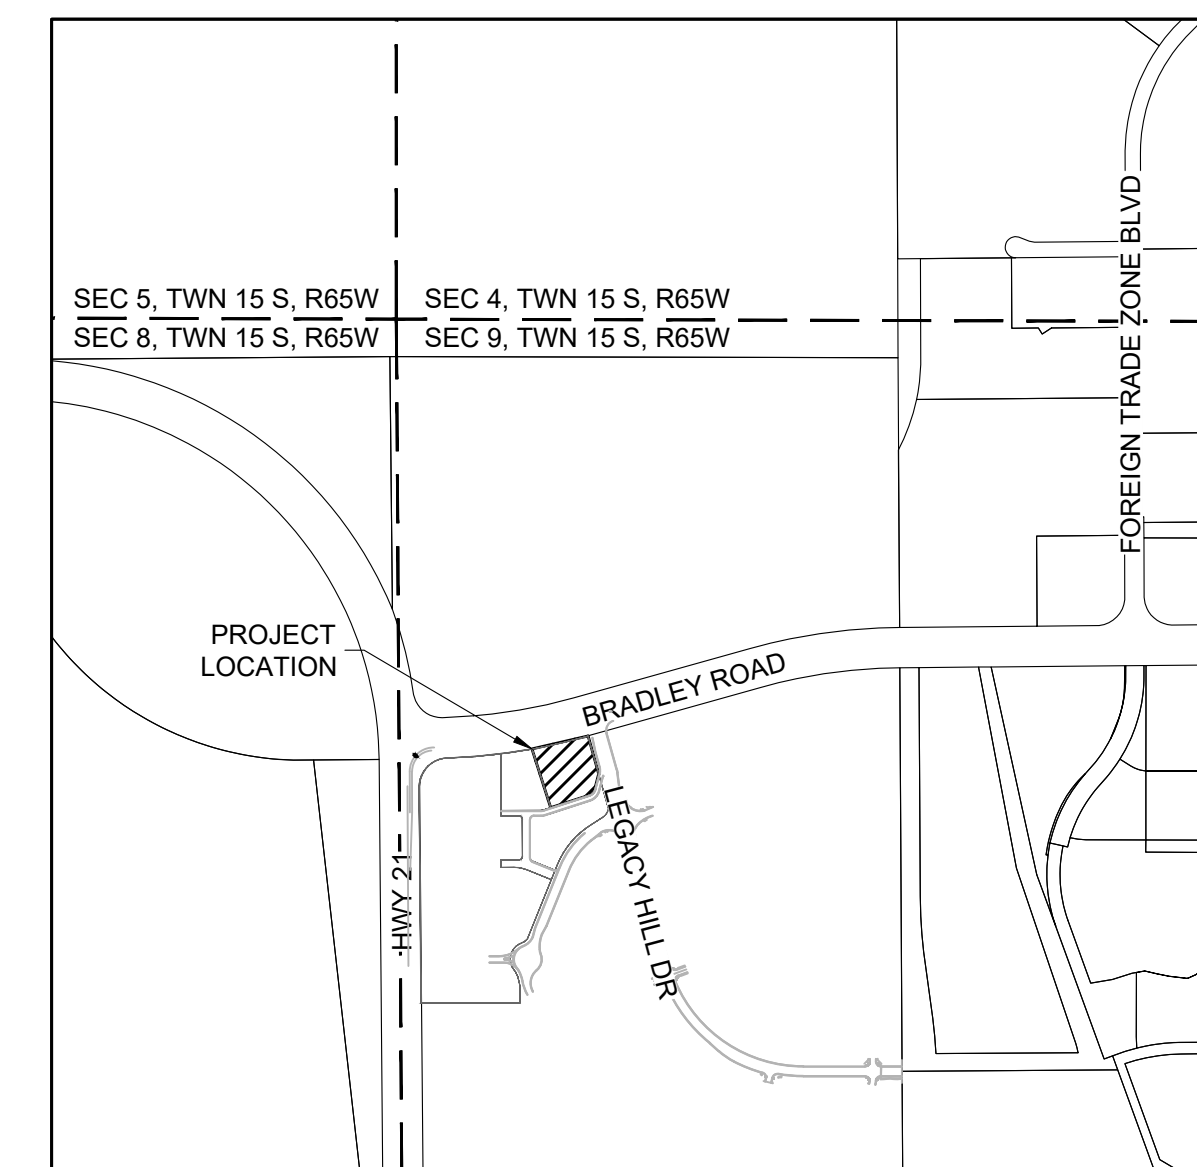 SEC 5, TWN 15 S, R65W
SEC 4, TWN 15 S, R65W
SEC 8, TWN 15 S, R65W
SEC 9, TWN 15 S, R65W
FOREIGN TRADE ZONE BLVD
PROJECT
LOCATION
BRADLEY ROAD
LEGACY HILL DR
HWY 21